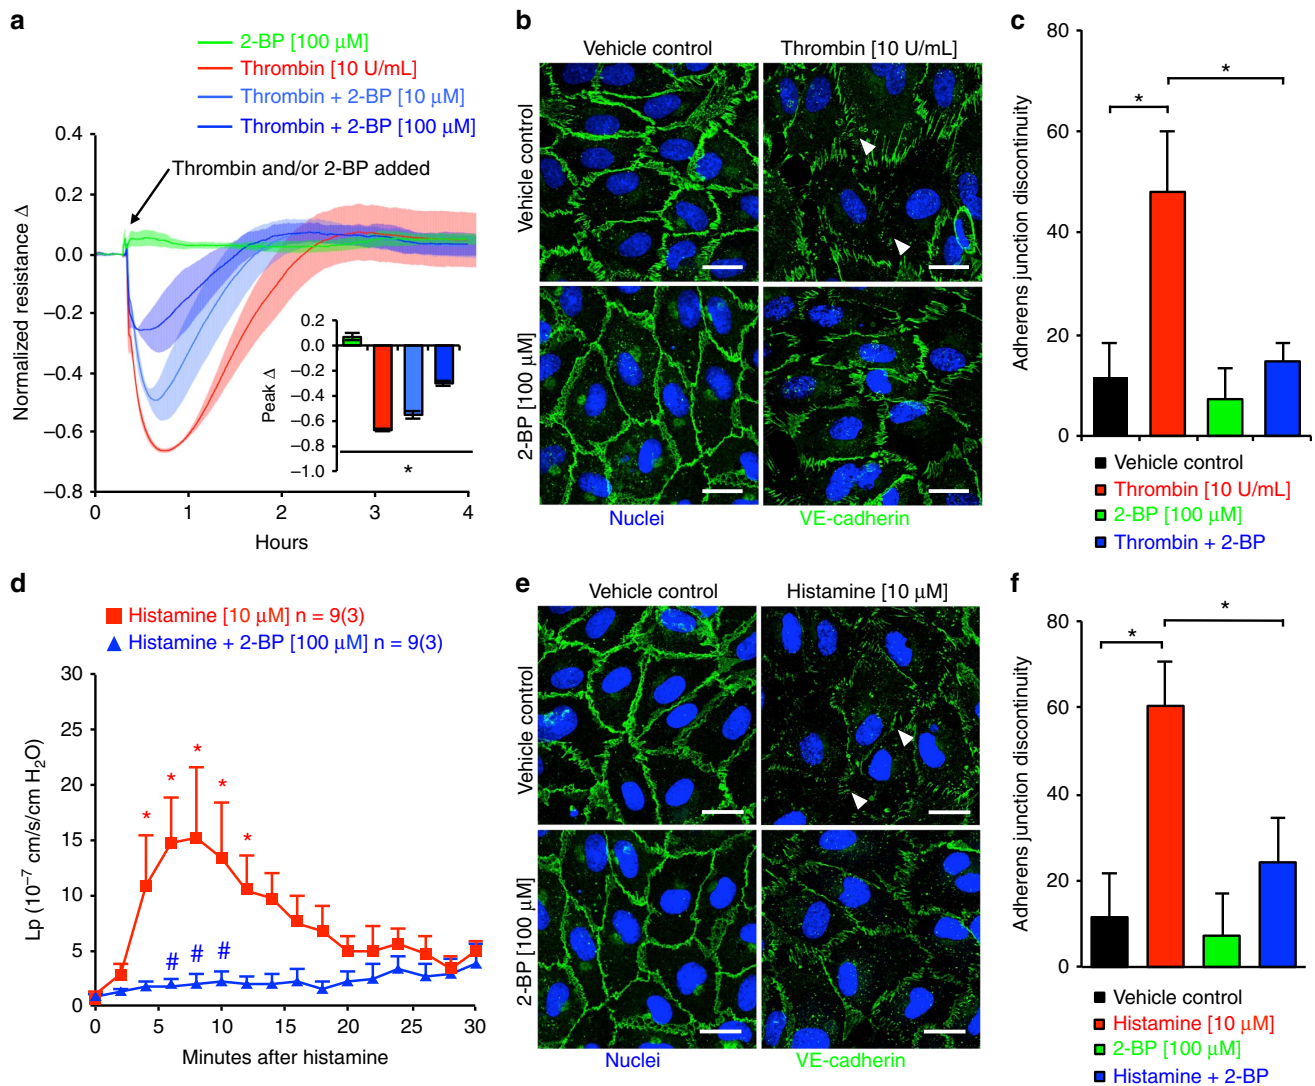 a
2-BP [100 μM]
Thrombin [10 U/mL]
Thrombin + 2-BP [10 μM]
Thrombin + 2-BP [100 μM]
Thrombin and/or 2-BP added
Normalized resistance Δ
0.4
0.2
0.0
–0.2
–0.4
–0.6
–0.8
0
1
2
3
4
Hours
Peak Δ
0.2
0.0
–0.2
–0.4
–0.6
–0.8
–1.0
*
b
Vehicle control
Thrombin [10 U/mL]
Vehicle control
2-BP [100 μM]
Nuclei
VE-cadherin
c
Adherens junction discontinuity
80
60
40
20
0
*
*
Vehicle control
Thrombin [10 U/mL]
2-BP [100 μM]
Thrombin + 2-BP
d
Histamine [10 μM] n = 9(3)
Histamine + 2-BP [100 μM] n = 9(3)
Lp (10⁻⁷ cm/s/cm H₂O)
30
25
20
15
10
5
0
* * * * *
# # #
0
5
10
15
20
25
30
Minutes after histamine
e
Vehicle control
Histamine [10 μM]
Vehicle control
2-BP [100 μM]
Nuclei
VE-cadherin
f
Adherens junction discontinuity
80
60
40
20
0
*
*
Vehicle control
Histamine [10 μM]
2-BP [100 μM]
Histamine + 2-BP